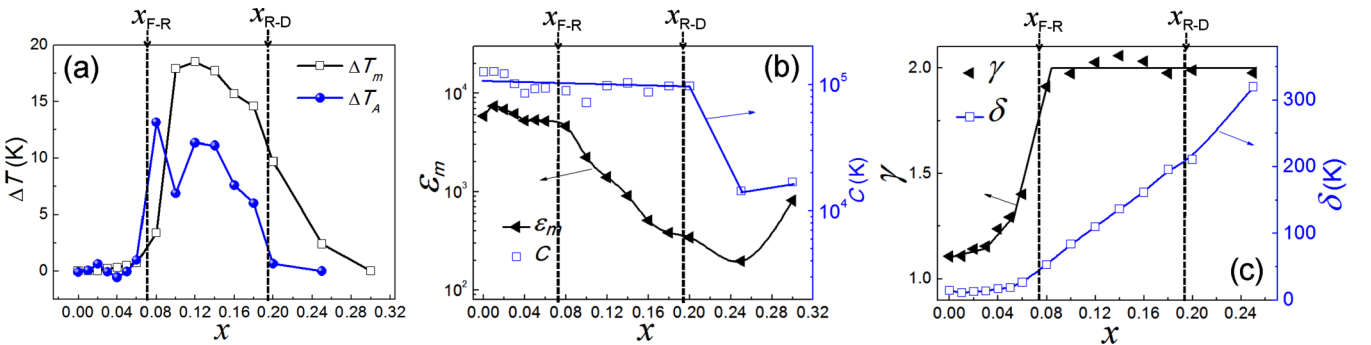 x_F-R x_R-D
(a)
ΔT_m
ΔT_A
ΔT (K)
20
15
10
5
0
0.00 0.04 0.08 0.12 0.16 0.20 0.24 0.28 0.32
x
x_F-R x_R-D
(b)
ε_m
C
ε_m
10^4
10^3
10^2
C (K)
10^5
10^4
0.00 0.04 0.08 0.12 0.16 0.20 0.24 0.28 0.32
x
x_F-R x_R-D
γ
δ
(c)
γ
2.0
1.5
1.0
δ (K)
300
200
100
50
0
0.00 0.04 0.08 0.12 0.16 0.20 0.24
x